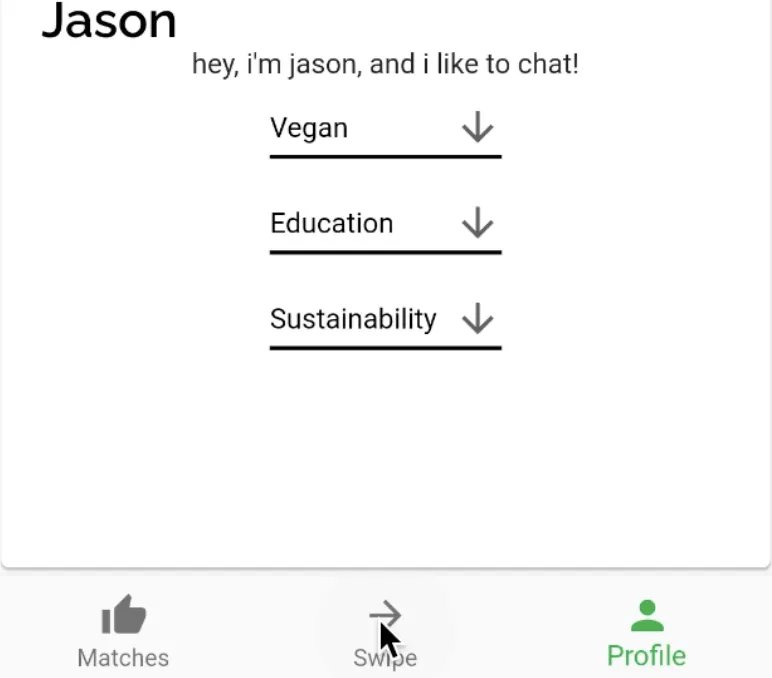 Jason
hey, i'm jason, and i like to chat!
Vegan
Education
Sustainability
Matches
Swipe
Profile